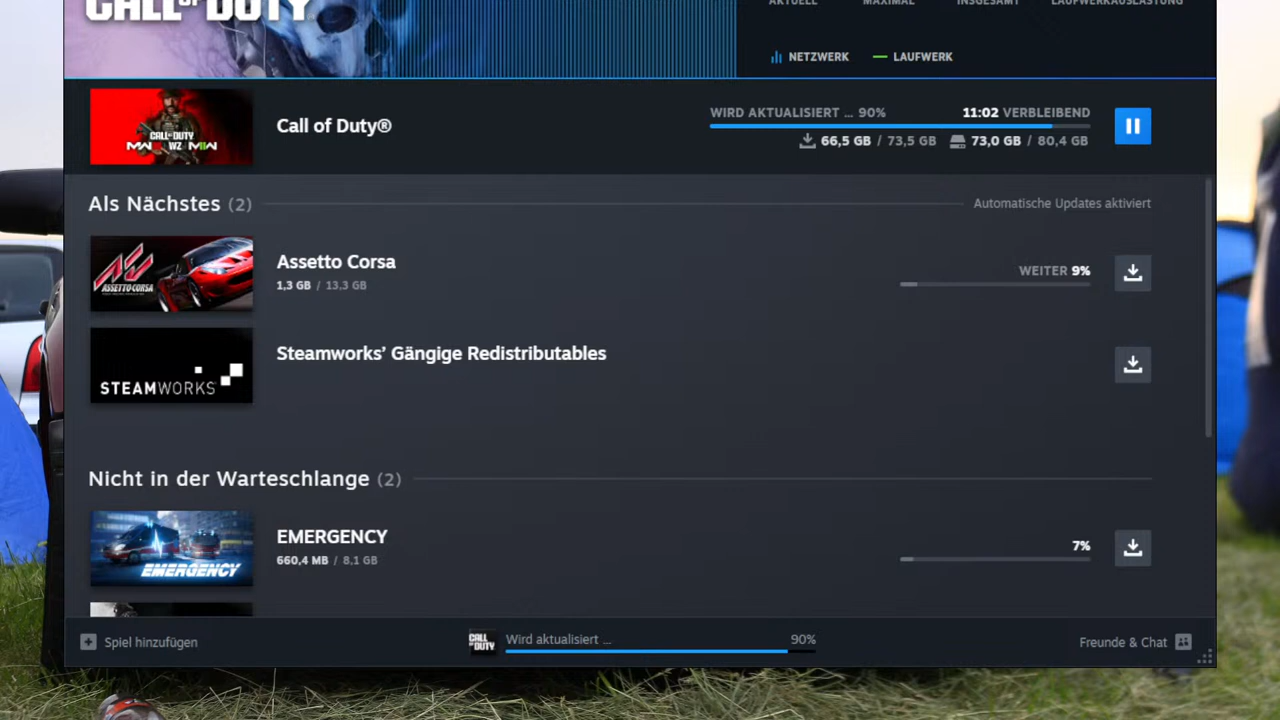 CALL OF DUTY
AKTUELL MAXIMAL INSGESAMT LAUFWERKAUSLASTUNG
NETZWERK LAUFWERK
CALL OF DUTY
MW WZ MW
Call of Duty®
WIRD AKTUALISIERT ... 90% 11:02 VERBLEIBEND
66,5 GB / 73,5 GB 73,0 GB / 80,4 GB
Als Nächstes (2) Automatische Updates aktiviert
ASSETTO CORSA
Assetto Corsa
1,3 GB / 13,3 GB
WEITER 9%
STEAMWORKS
Steamworks’ Gängige Redistributables
Nicht in der Warteschlange (2)
EMERGENCY
EMERGENCY
660,4 MB / 8,1 GB
7%
Spiel hinzufügen
CALL OF DUTY
Wird aktualisiert ... 90%
Freunde & Chat